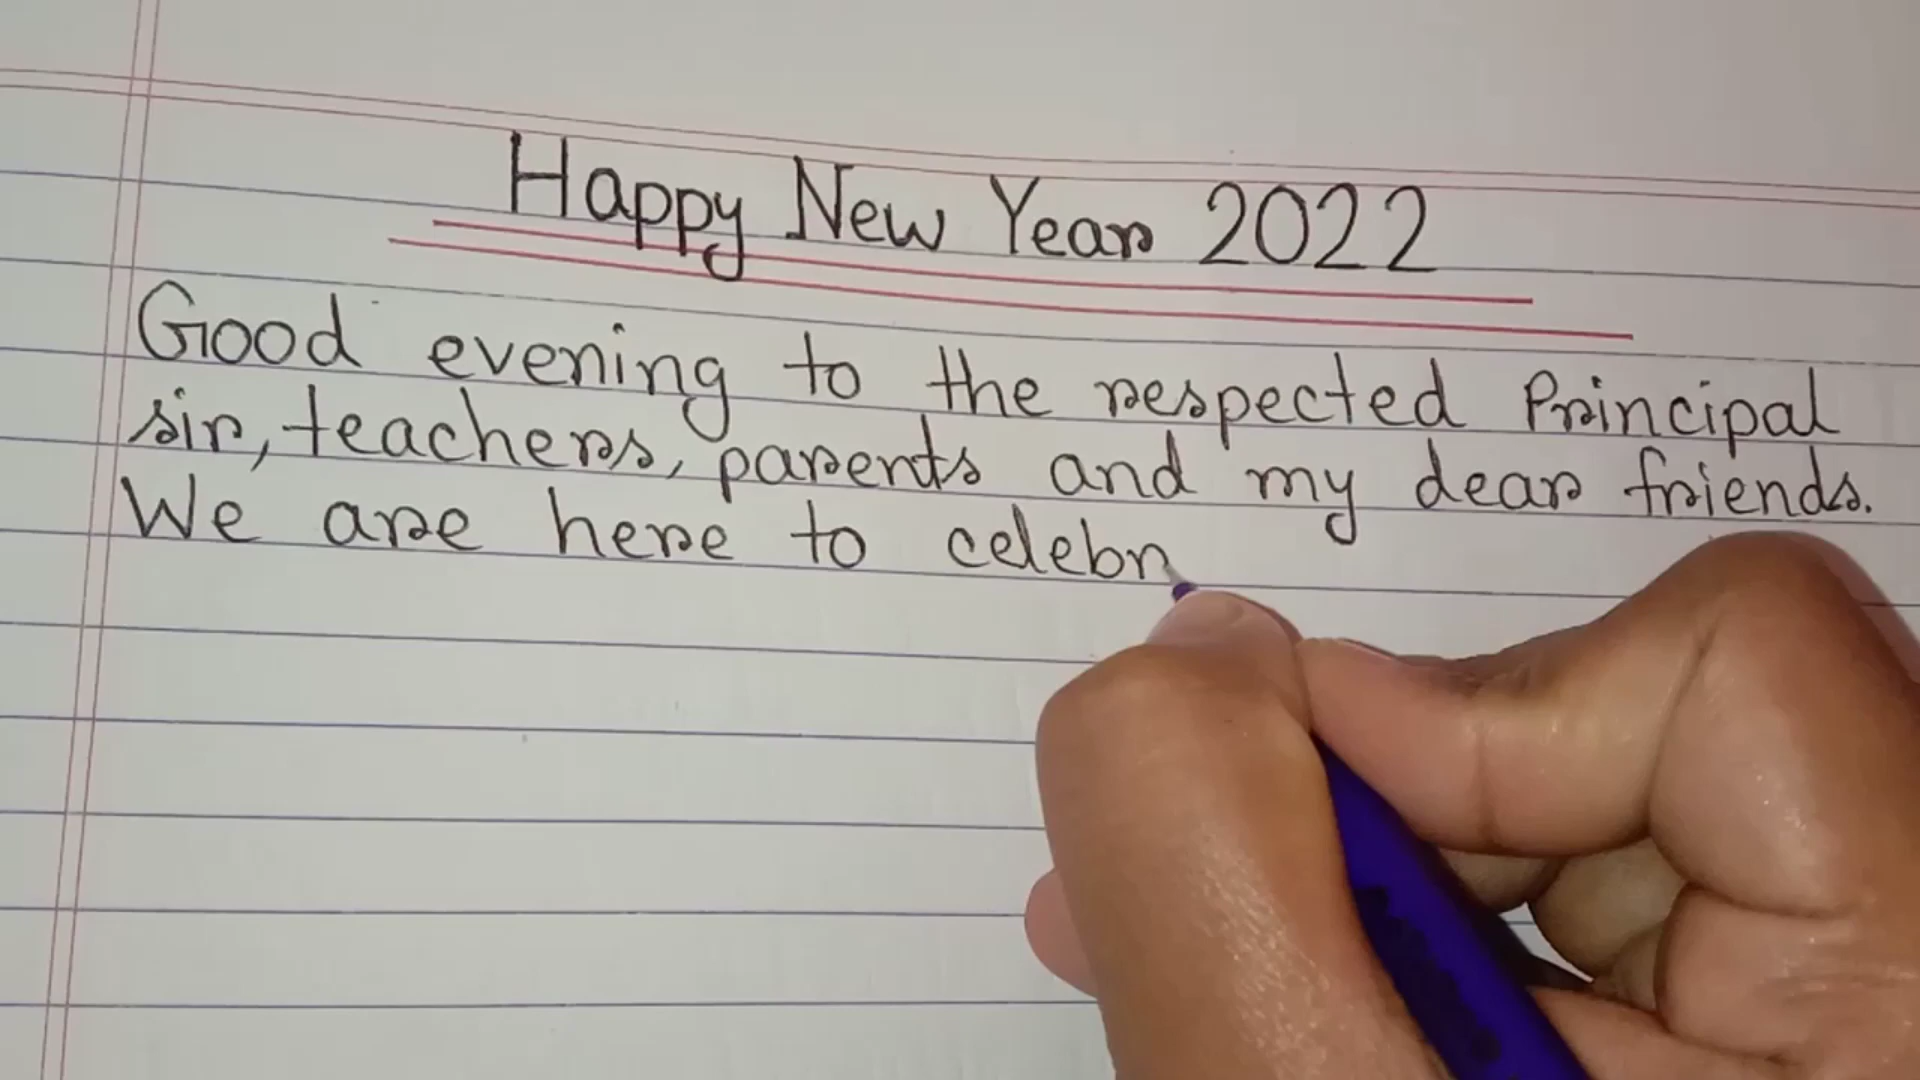 Happy New Year 2022
Good evening to the respected Principal
sir, teachers, parents and my dear friends.
We are here to celebr